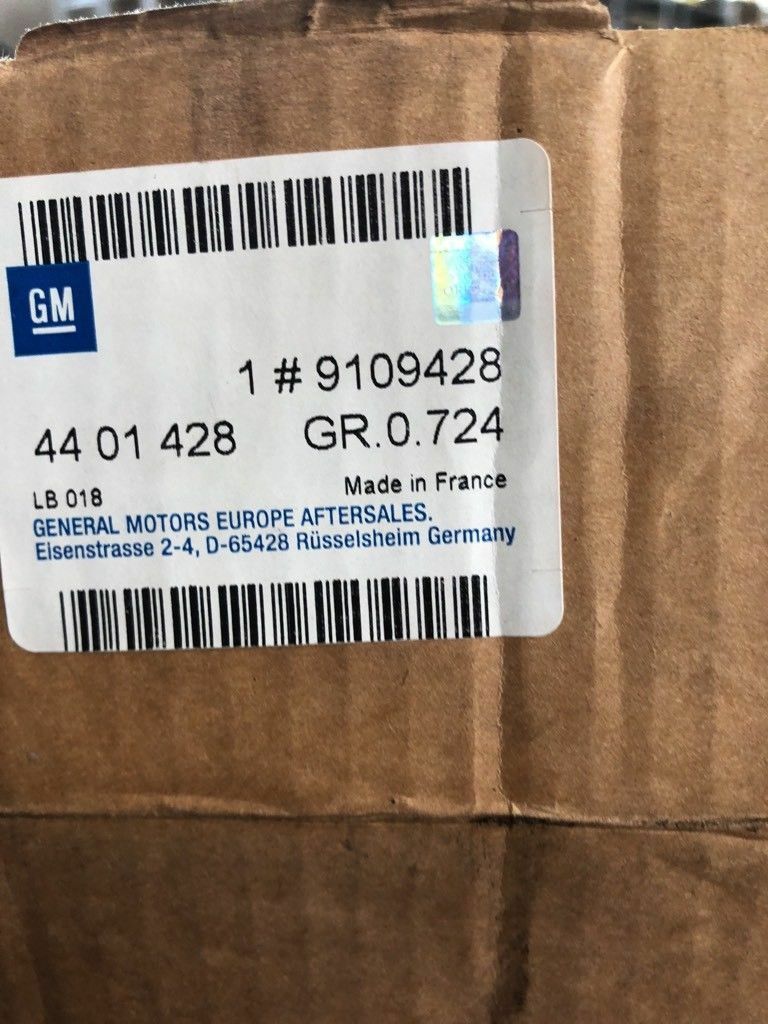 GM
1 # 9109428
44 01 428 GR.0.724
LB 018 Made in France
GENERAL MOTORS EUROPE AFTERSALES.
Eisenstrasse 2-4, D-65428 Rüsselsheim Germany